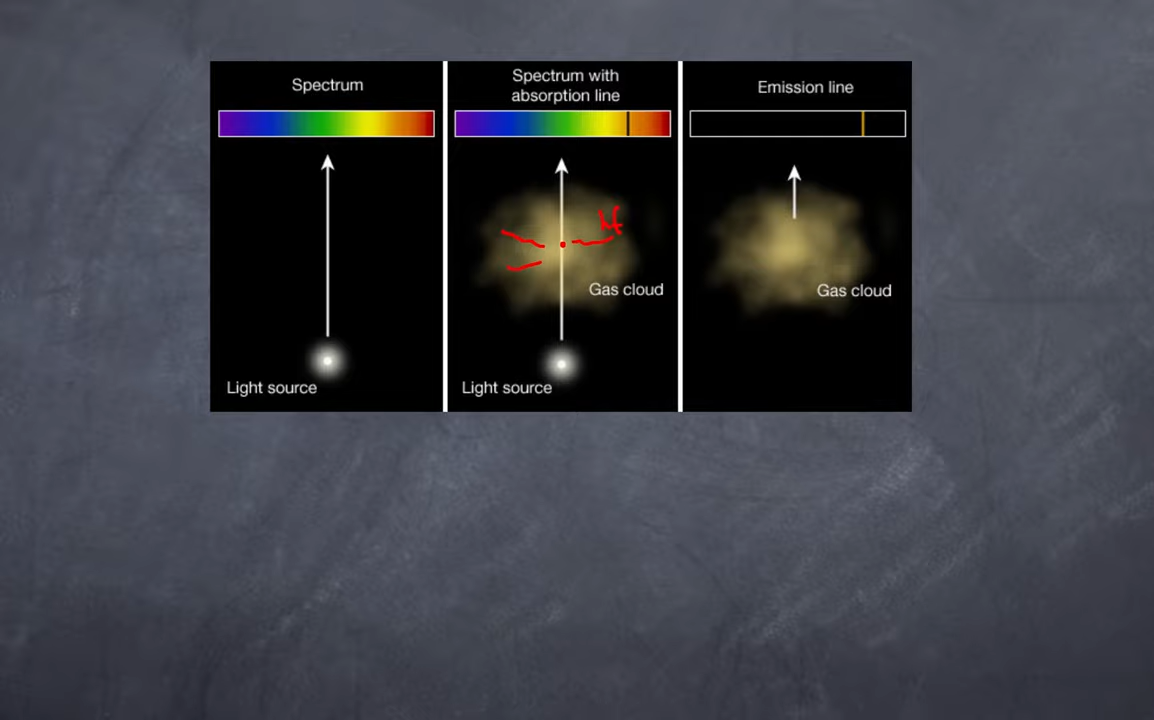 Spectrum
Light source
Spectrum with
absorption line
H
Gas cloud
Light source
Emission line
Gas cloud